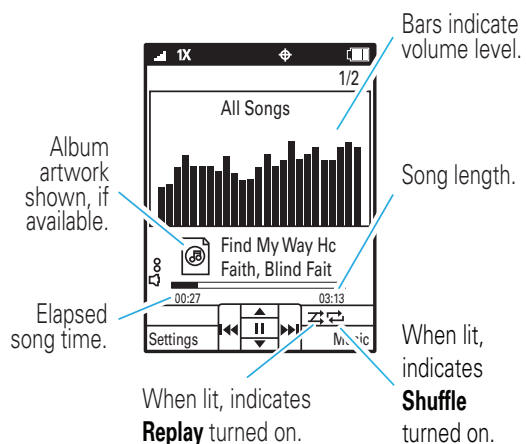 Bars indicate
volume level.
1X
1/2
All Songs
Album
artwork
shown, if
available.
Song length.
Find My Way Hc
Faith, Blind Fait
00:27
03:13
Elapsed
song time.
Settings
Music
When lit, indicates
Replay turned on.
When lit,
indicates
Shuffle
turned on.